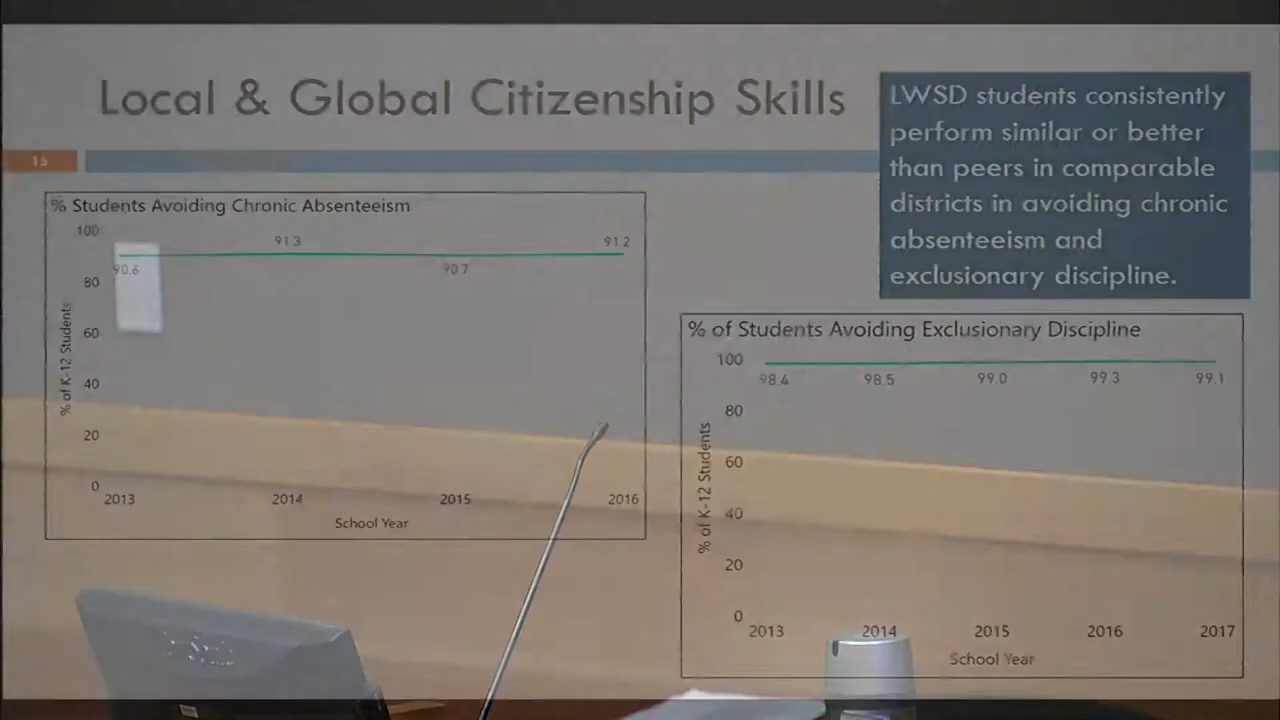 Local & Global Citizenship Skills
LWSD students consistently
perform similar or better
than peers in comparable
districts in avoiding chronic
absenteeism and
exclusionary discipline.
15
% Students Avoiding Chronic Absenteeism
100
80
60
40
20
0
% of K-12 Students
90.6
91.3
90.7
91.2
2013
2014
2015
2016
School Year
% of Students Avoiding Exclusionary Discipline
100
80
60
40
20
0
% of K-12 Students
98.4
98.5
99.0
99.3
99.1
2013
2014
2015
2016
2017
School Year